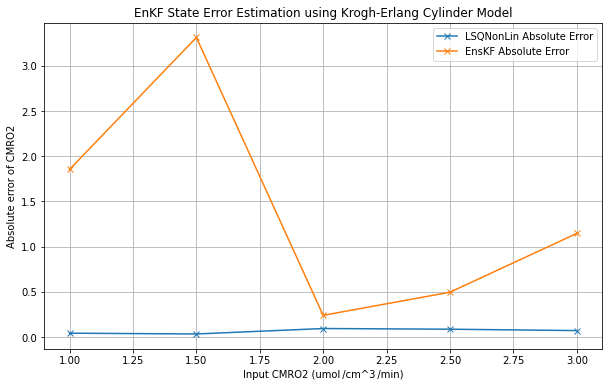 EnKF State Error Estimation using Krogh-Erlang Cylinder Model
LSQNonLin Absolute Error
EnsKF Absolute Error
Absolute error of CMRO2
3.0
2.5
2.0
1.5
1.0
0.5
0.0
1.00 1.25 1.50 1.75 2.00 2.25 2.50 2.75 3.00
Input CMRO2 (umol/cm^3/min)